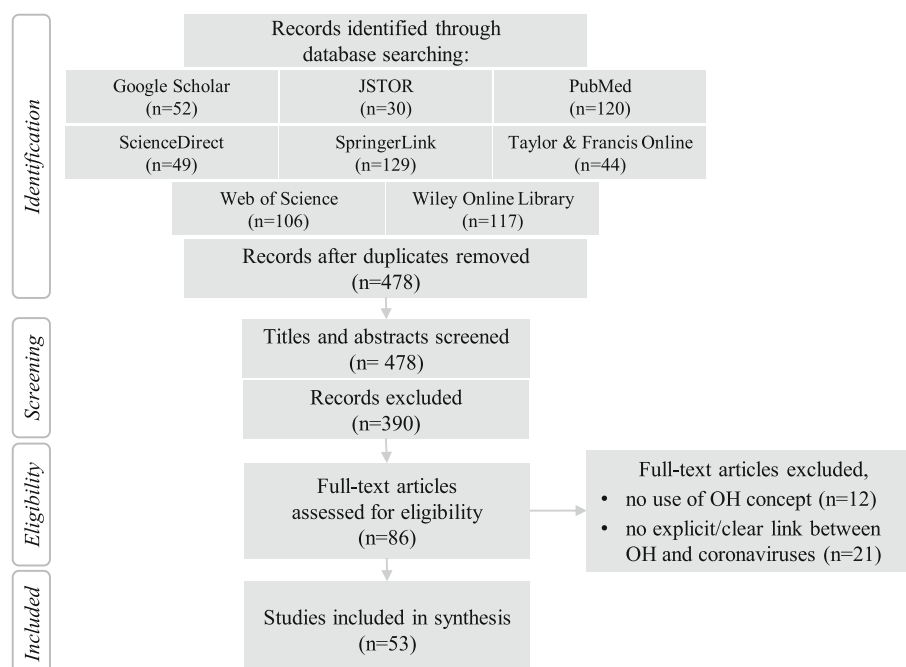 Identification
Records identified through
database searching:
Google Scholar
(n=52)
JSTOR
(n=30)
PubMed
(n=120)
ScienceDirect
(n=49)
SpringerLink
(n=129)
Taylor & Francis Online
(n=44)
Web of Science
(n=106)
Wiley Online Library
(n=117)
Records after duplicates removed
(n=478)
Screening
Titles and abstracts screened
(n= 478)
Records excluded
(n=390)
Eligibility
Full-text articles
assessed for eligibility
(n=86)
Full-text articles excluded,
• no use of OH concept (n=12)
• no explicit/clear link between
OH and coronaviruses (n=21)
Included
Studies included in synthesis
(n=53)